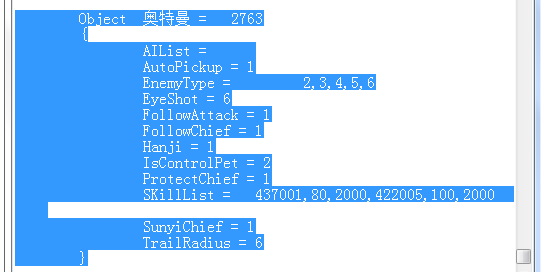 Object 奥特曼 = 2763
{
AIList =
AutoPickup = 1
EnemyType = 2,3,4,5,6
EyeShot = 6
FollowAttack = 1
FollowChief = 1
Hanji = 1
IsControlPet = 2
ProtectChief = 1
SKillList = 437001,80,2000,422005,100,2000
SunyiChief = 1
TrailRadius = 6
}